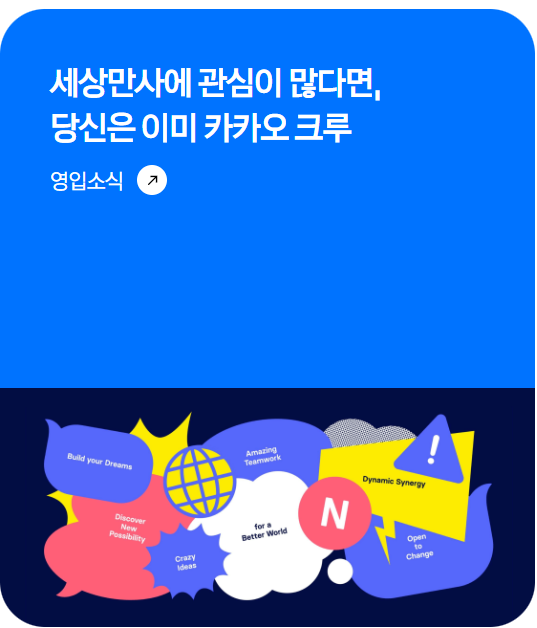 세상만사에 관심이 많다면,
당신은 이미 카카오 크루
영입소식
Build your Dreams
Amazing
Teamwork
Dynamic Synergy
!
N
Discover
New
Possibility
for a
Better World
Crazy
Ideas
Open
to
Change